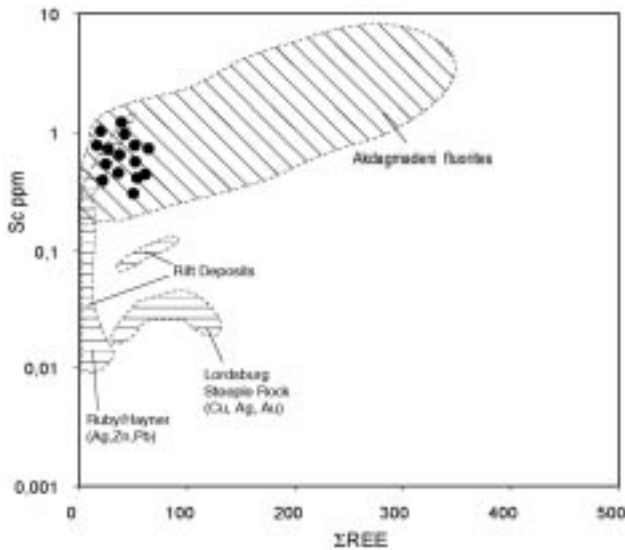 10
1
0,1
0,01
0,001
Sc ppm
Akdagmadeni fluorites
Rift Deposits
Lordsburg
Steeple Rock
(Cu, Ag, Au)
Ruby/Hayner
(Ag,Zn,Pb)
0 100 200 300 400 500
ΣREE